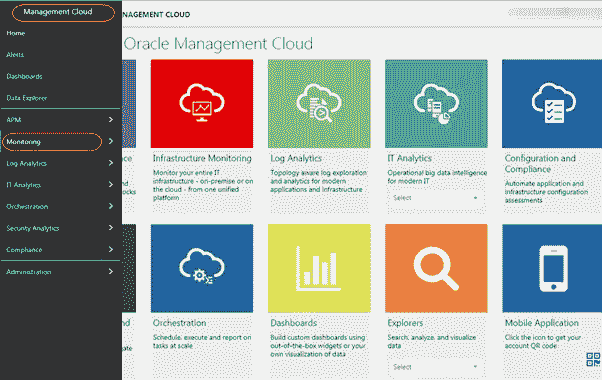 Management Cloud
Home
Alerts
Dashboards
Data Explorer
APM
Monitoring
Log Analytics
IT Analytics
Orchestration
Security Analytics
Compliance
Administration
NAGEMENT CLOUD
Oracle Management Cloud
nce
ocks
Infrastructure Monitoring
Monitor your entire IT
infrastructure - on-premise or on
the cloud - from one unified
platform
Log Analytics
Topology aware log exploration
and analytics for modern
applications and infrastructure
IT Analytics
Operational big data intelligence
for modern IT
Select
Configuration and
Compliance
Automate application and
infrastructure configuration
assessments
nd
gate
Orchestration
Schedule, execute and report on
tasks at scale
Dashboards
Build custom dashboards using
out-of-the-box widgets or your
own visualization of data
Explorers
Search, analyze, and visualize
data
Select
Mobile Application
Click the icon to get your
account QR code